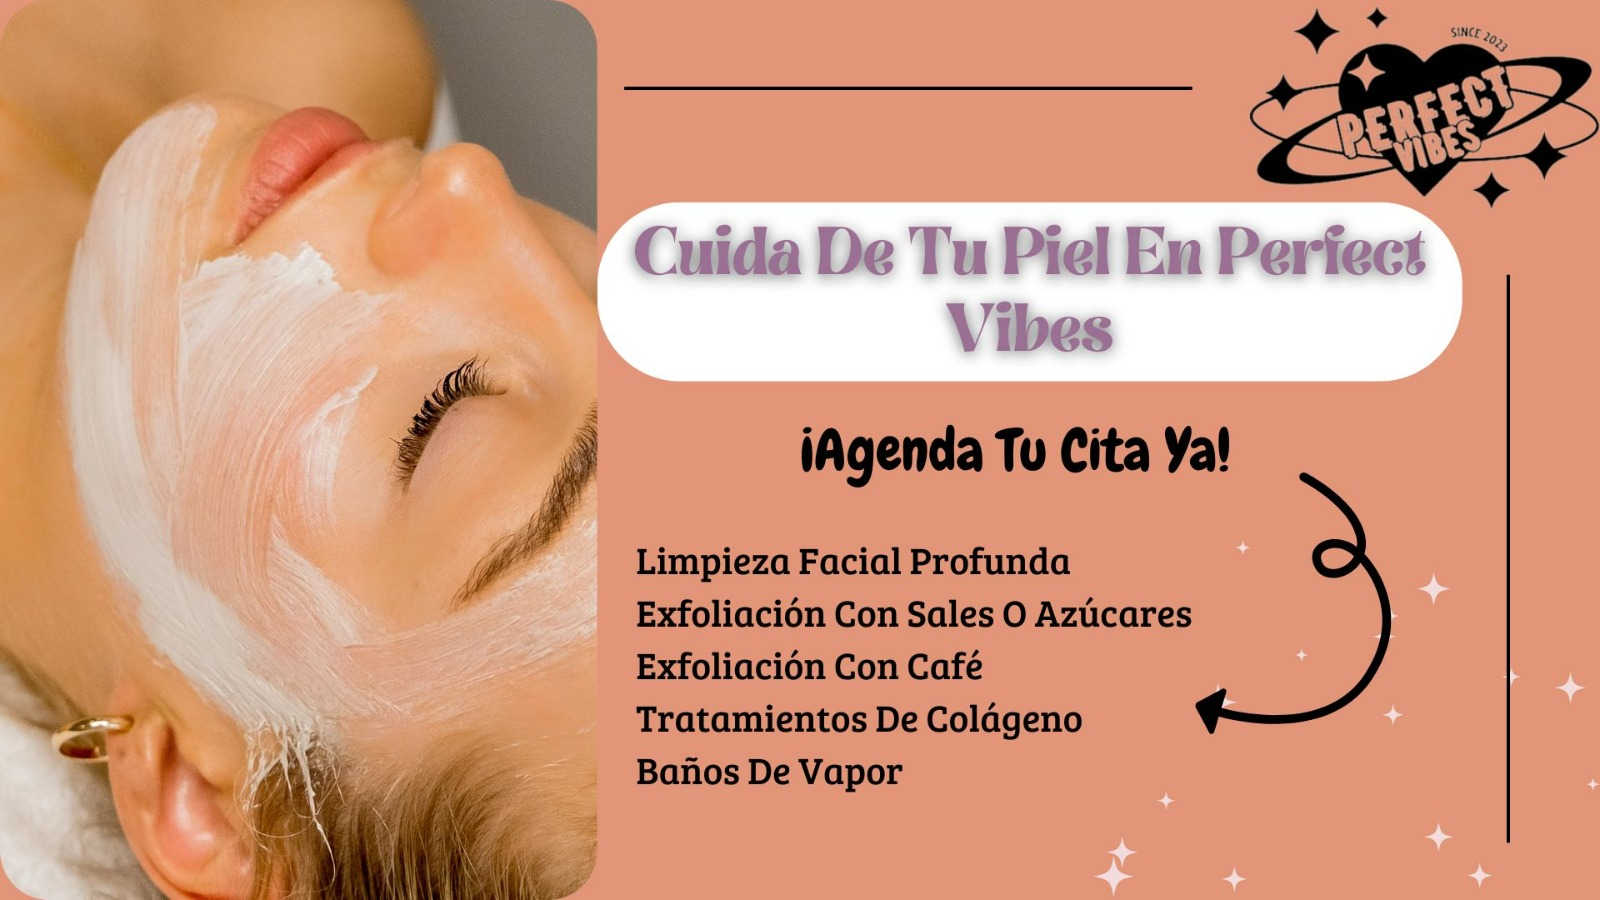 SINCE 2023
PERFECT
VIBES
Cuida De Tu Piel En Perfect
Vibes
¡Agenda Tu Cita Ya!
Limpieza Facial Profunda
Exfoliación Con Sales O Azúcares
Exfoliación Con Café
Tratamientos De Colágeno
Baños De Vapor